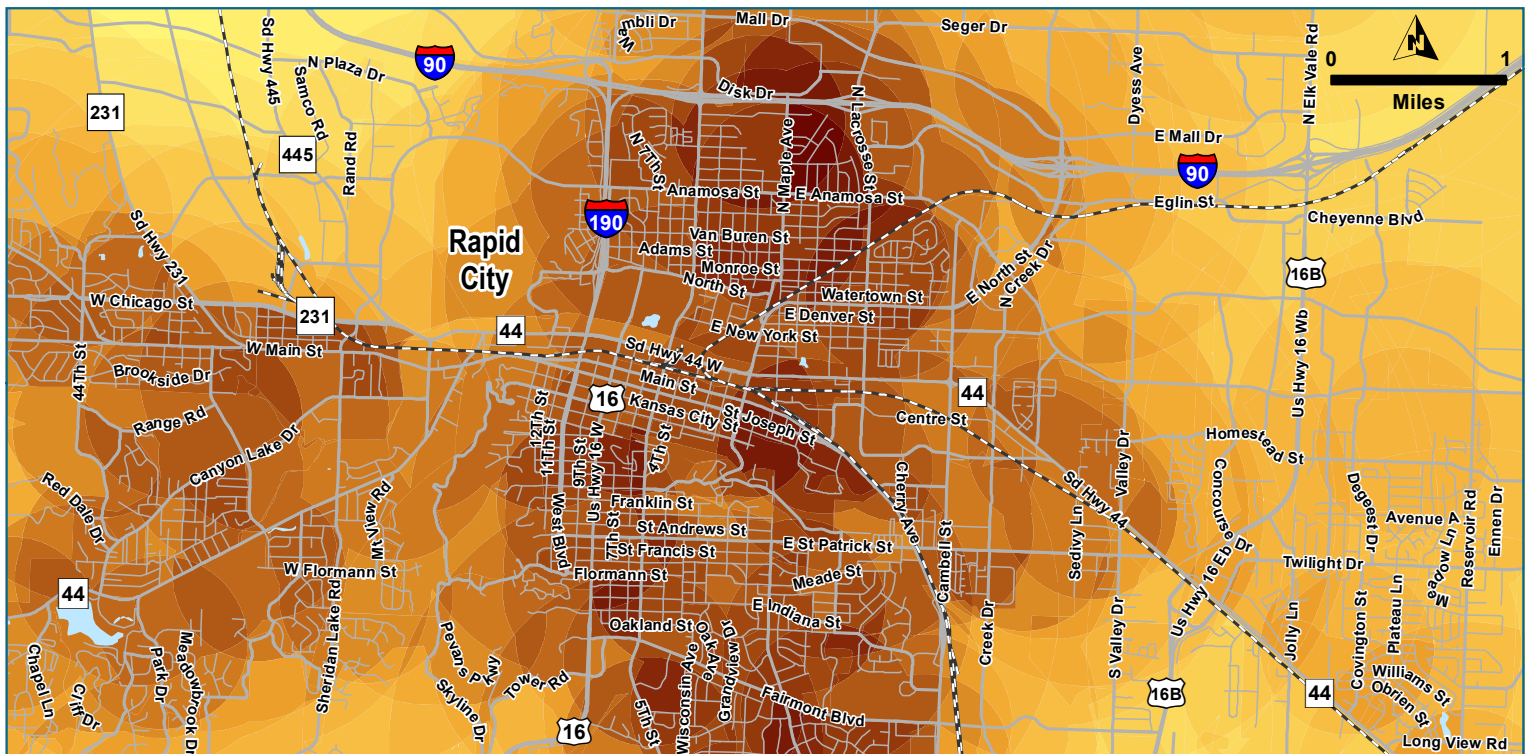 Wambli Dr
Mall Dr
Seger Dr
Sd Hwy 445
N Plaza Dr
Samco Rd
Rand Rd
90
231
445
Disk Dr
N Lacrosse St
N Maple Ave
Dyess Ave
N Elk Vale Rd
N
0
1
Miles
E Mall Dr
90
N 7Th St
Anamosa St
E Anamosa St
Eglin St
Cheyenne Blvd
190
Rapid
City
Sd Hwy 231
Van Buren St
Adams St
Monroe St
North St
E North St
N Creek Dr
16B
W Chicago St
231
44
Watertown St
E Denver St
E New York St
W Main St
Sd Hwy 44 W
44Th St
Brookside Dr
Main St
16
44
Us Hwy 16 Wb
Range Rd
Canyon Lake Dr
12Th St
11Th St
9Th St
Us Hwy 16 W
Kansas City St
4Th St
St Joseph St
Centre St
Homestead St
Red Dale Dr
Mt View Rd
West Blvd
Franklin St
St Andrews St
7Th St
St Francis St
Flormann St
E St Patrick St
Cherry Ave
Cambell St
Sd Hwy 44
Sedivy Ln
Valley Dr
Concourse Dr
Degeest Dr
Avenue A
Meadow Ln
Reservoir Rd
Ennen Dr
W Flormann St
Meade St
Twilight Dr
Us Hwy 16 Eb
44
E Indiana St
Oakland St
Sheridan Lake Rd
Creek Dr
S Valley Dr
Jolly Ln
Covington St
Plateau Ln
Chapel Ln
Cliff Dr
Park Dr
Meadowbrook Dr
Pevans Pkwy
Skyline Dr
Tower Rd
Oak Ave
Grandview Dr
Wisconsin Ave
5Th St
Fairmont Blvd
16
16B
44
Williams St
Obrien St
Long View Rd